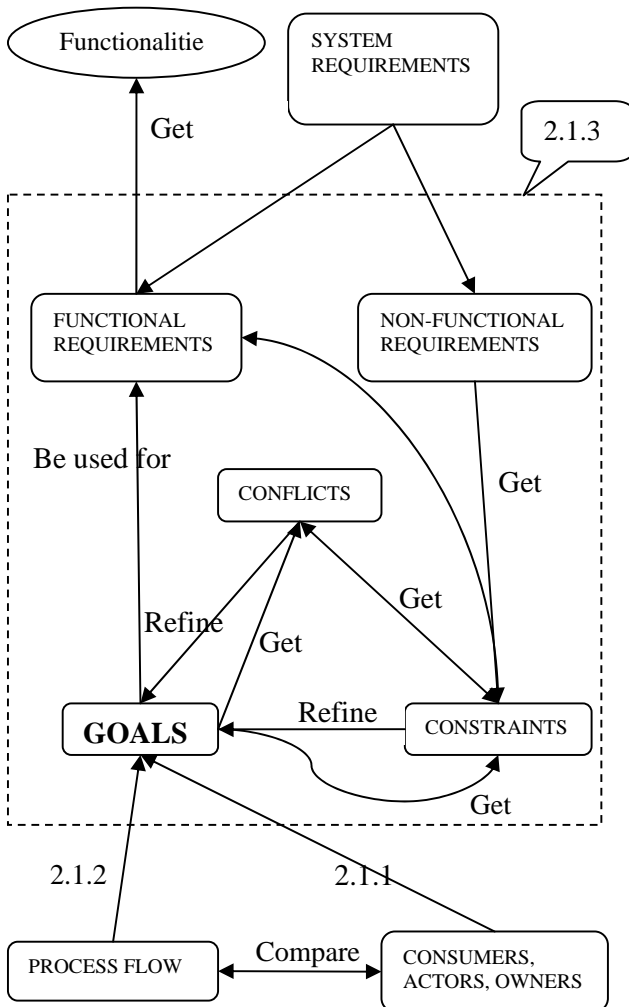 Functionalitie
SYSTEM
REQUIREMENTS
Get
2.1.3
FUNCTIONAL
REQUIREMENTS
NON-FUNCTIONAL
REQUIREMENTS
Be used for
CONFLICTS
Get
Refine
Get
Get
GOALS
Refine
CONSTRAINTS
Get
2.1.2
2.1.1
PROCESS FLOW
Compare
CONSUMERS,
ACTORS, OWNERS